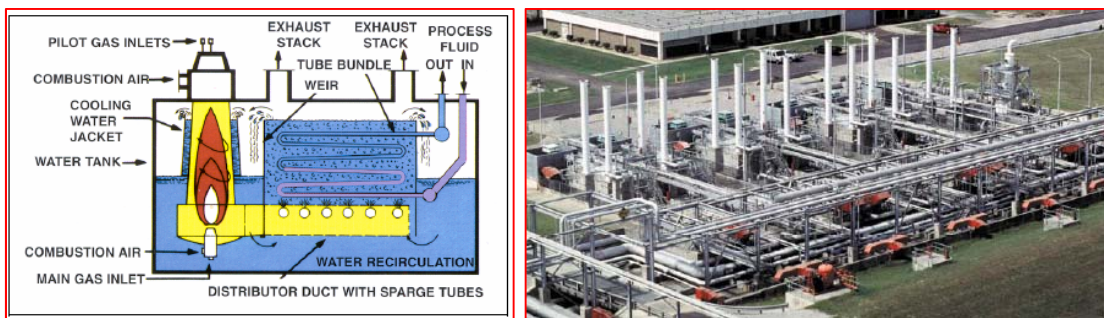 PILOT GAS INLETS
EXHAUST STACK
EXHAUST STACK
PROCESS FLUID
OUT IN
TUBE BUNDLE
COMBUSTION AIR
WEIR
COOLING WATER JACKET
WATER TANK
COMBUSTION AIR
WATER RECIRCULATION
MAIN GAS INLET
DISTRIBUTOR DUCT WITH SPARGE TUBES